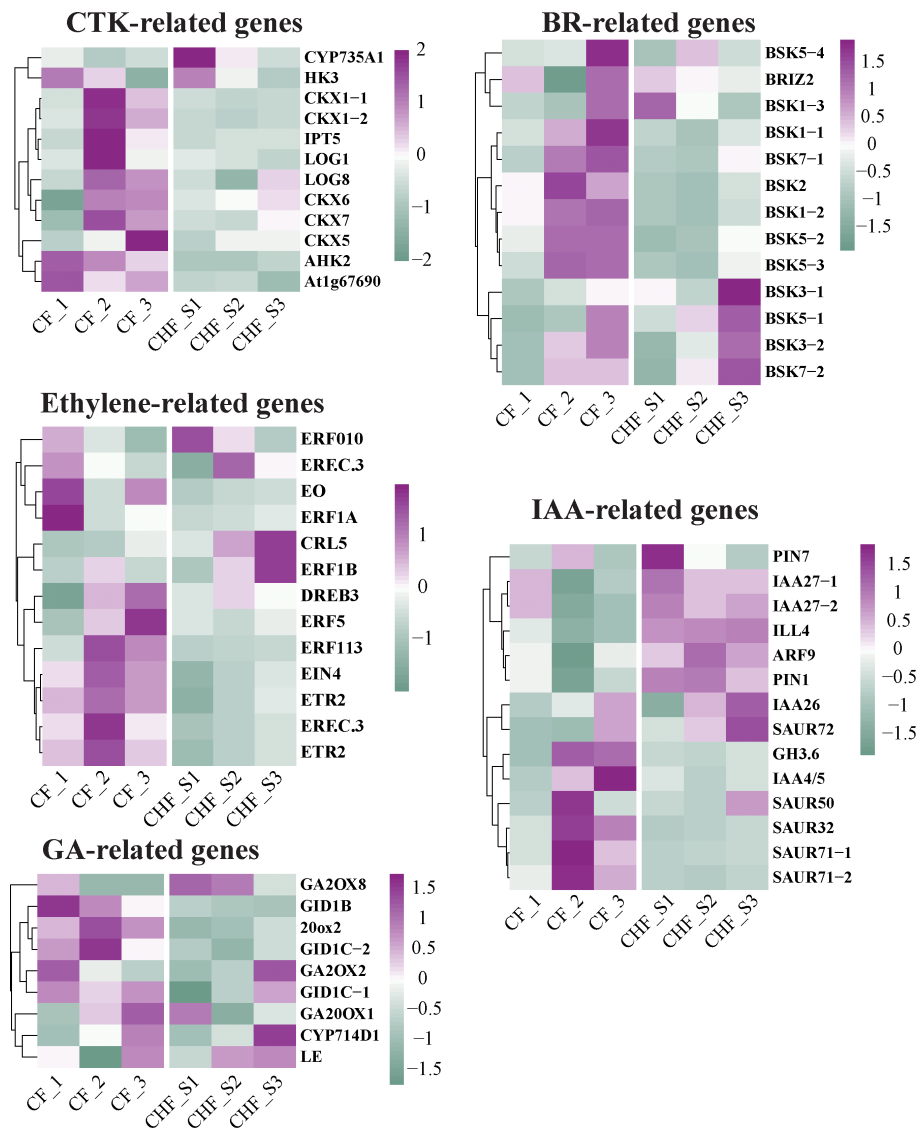 CTK-related genes
CYP735A1
HK3
CKX1−1
CKX1−2
IPT5
LOG1
LOG8
CKX6
CKX7
CKX5
AHK2
At1g67690
2
1
0
−1
−2
CF_1
CF_2
CF_3
CHF_S1
CHF_S2
CHF_S3
BR-related genes
BSK5−4
BRIZ2
BSK1−3
BSK1−1
BSK7−1
BSK2
BSK1−2
BSK5−2
BSK5−3
BSK3−1
BSK5−1
BSK3−2
BSK7−2
1.5
1
0.5
0
−0.5
−1
−1.5
CF_1
CF_2
CF_3
CHF_S1
CHF_S2
CHF_S3
Ethylene-related genes
ERF010
ERF.C.3
EO
ERF1A
CRL5
ERF1B
DREB3
ERF5
ERF113
EIN4
ETR2
ERF.C.3
ETR2
1
0
−1
CF_1
CF_2
CF_3
CHF_S1
CHF_S2
CHF_S3
IAA-related genes
PIN7
IAA27−1
IAA27−2
ILL4
ARF9
PIN1
IAA26
SAUR72
GH3.6
IAA4/5
SAUR50
SAUR32
SAUR71−1
SAUR71−2
1.5
1
0.5
0
−0.5
−1
−1.5
CF_1
CF_2
CF_3
CHF_S1
CHF_S2
CHF_S3
GA-related genes
GA2OX8
GID1B
20ox2
GID1C−2
GA2OX2
GID1C−1
GA20OX1
CYP714D1
LE
1.5
1
0.5
0
−0.5
−1
−1.5
CF_1
CF_2
CF_3
CHF_S1
CHF_S2
CHF_S3